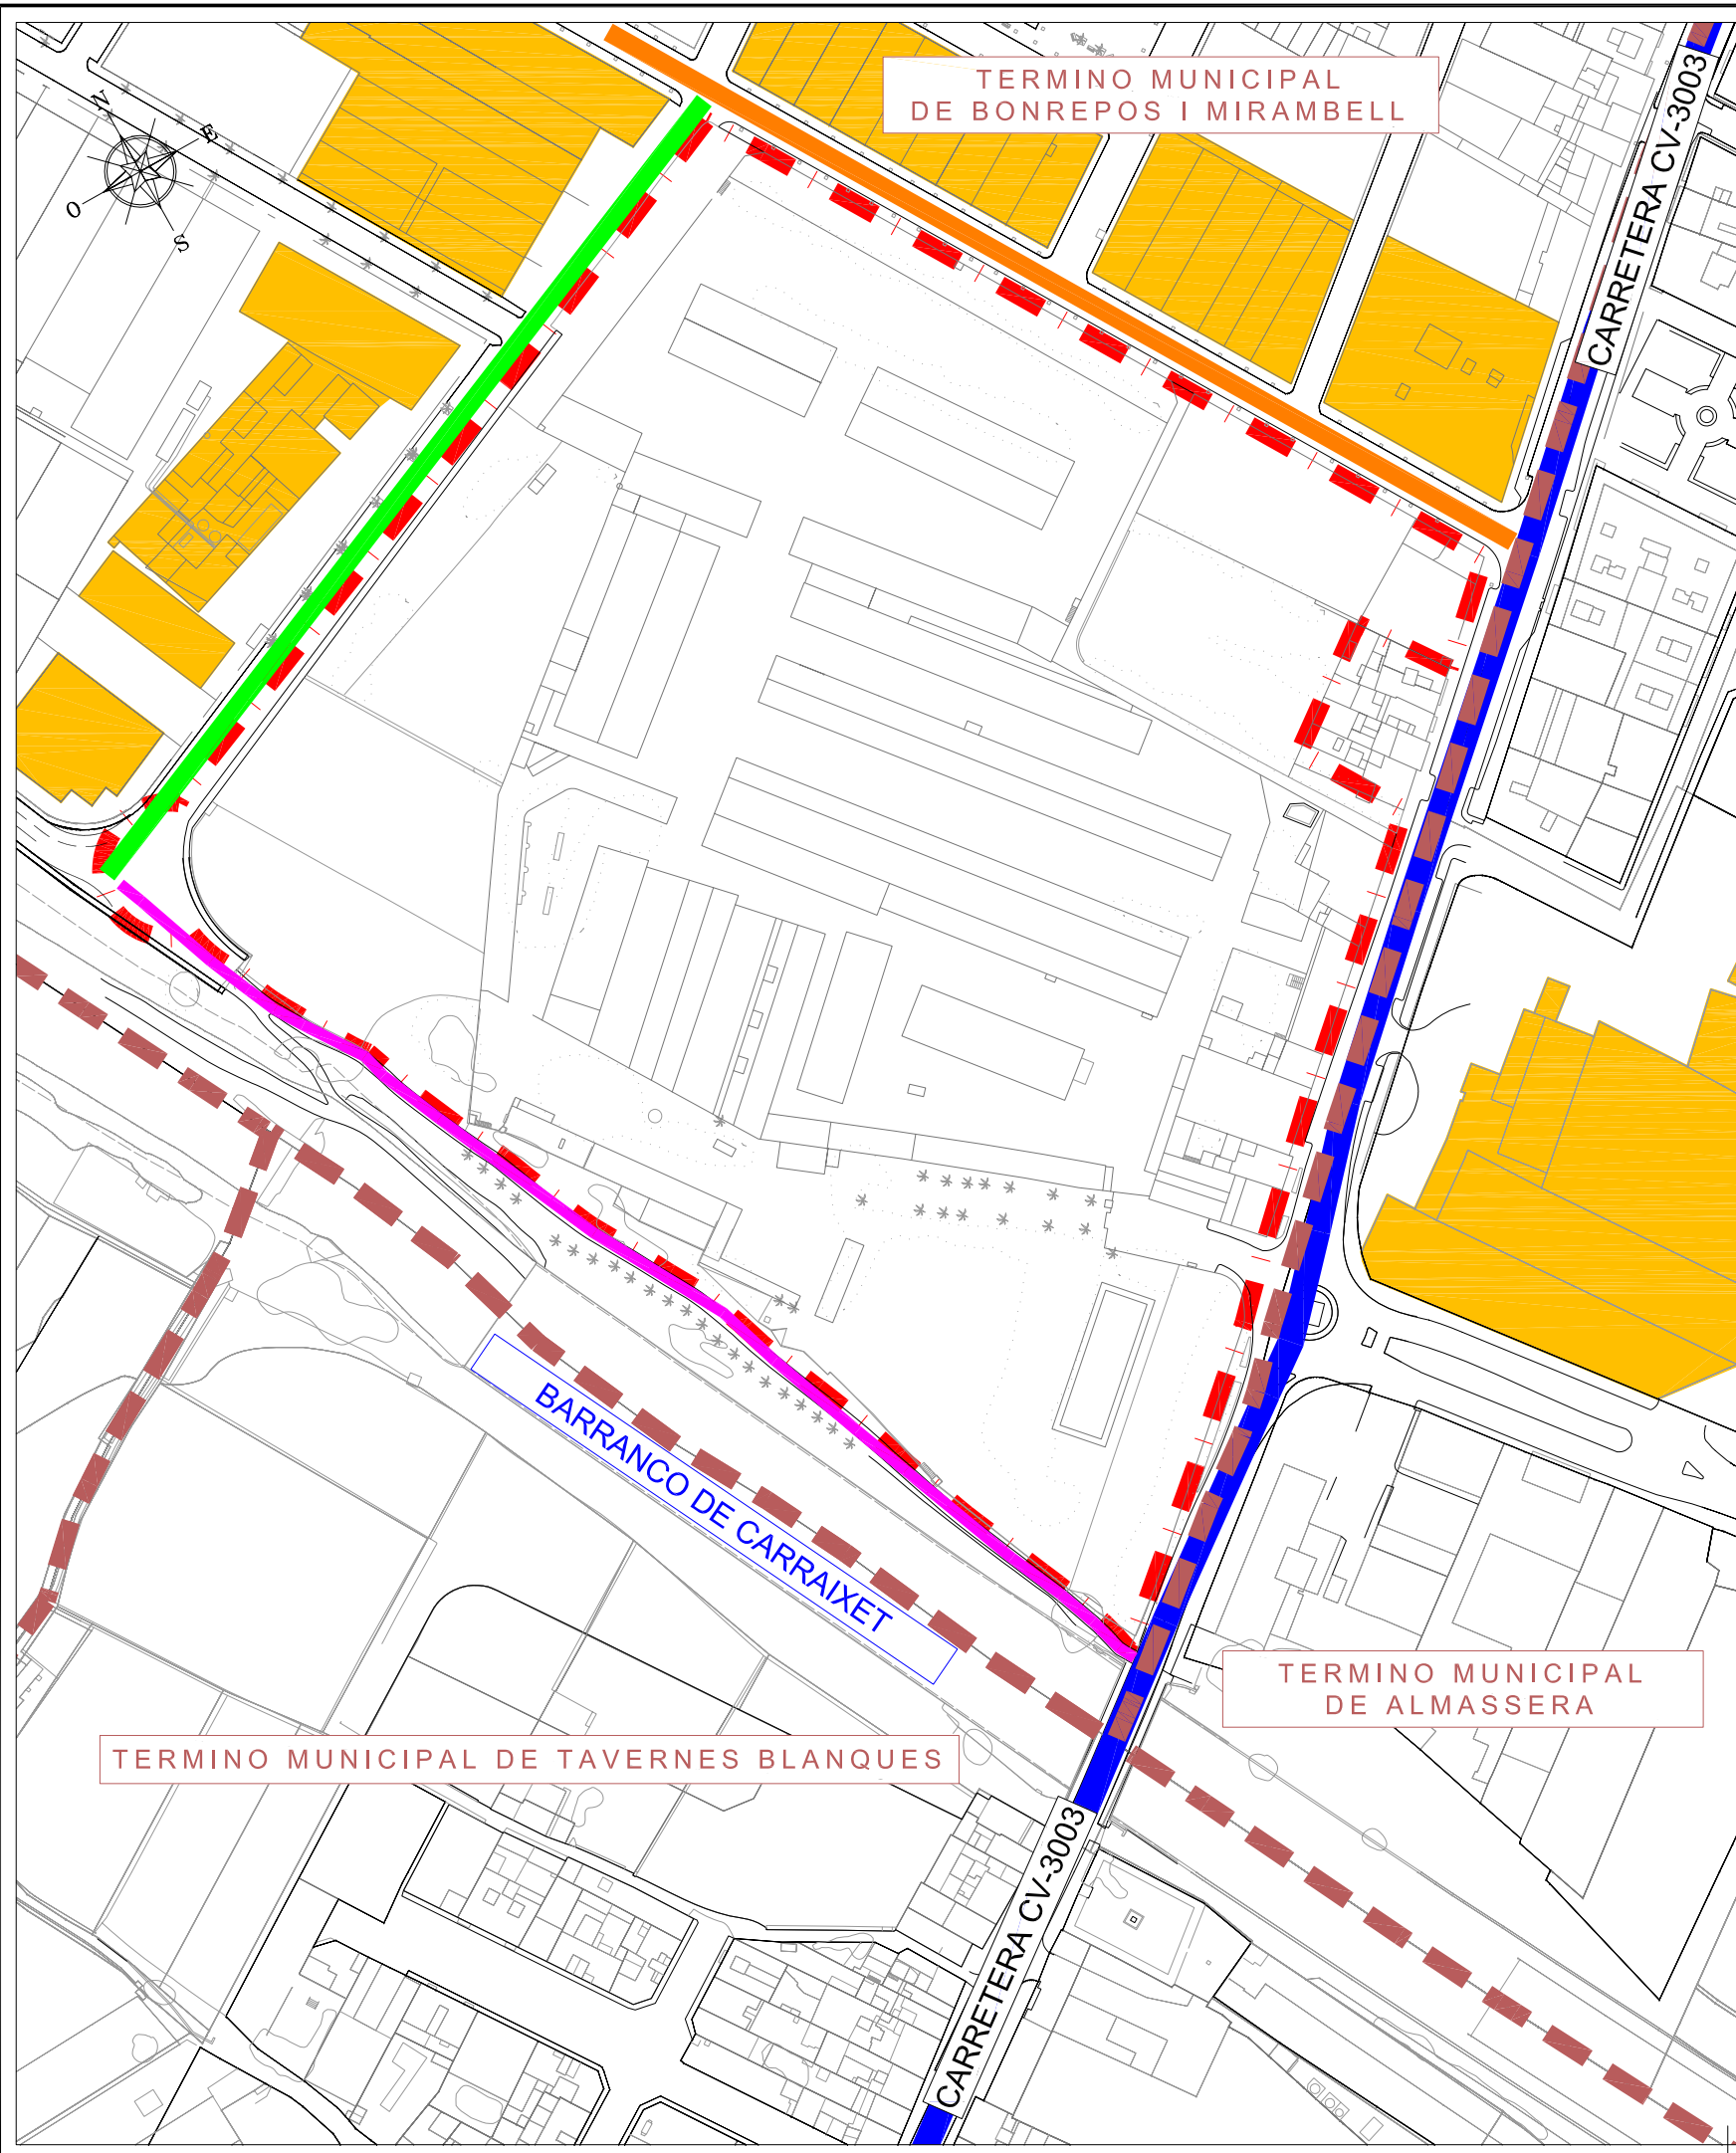 TERMINO MUNICIPAL
DE BONREPOS I MIRAMBELL
CARRETERA CV-3003
N
E
O
S
BARRANCO DE CARRAIXET
TERMINO MUNICIPAL
DE ALMASSERA
TERMINO MUNICIPAL DE TAVERNES BLANQUES
CARRETERA CV-3003